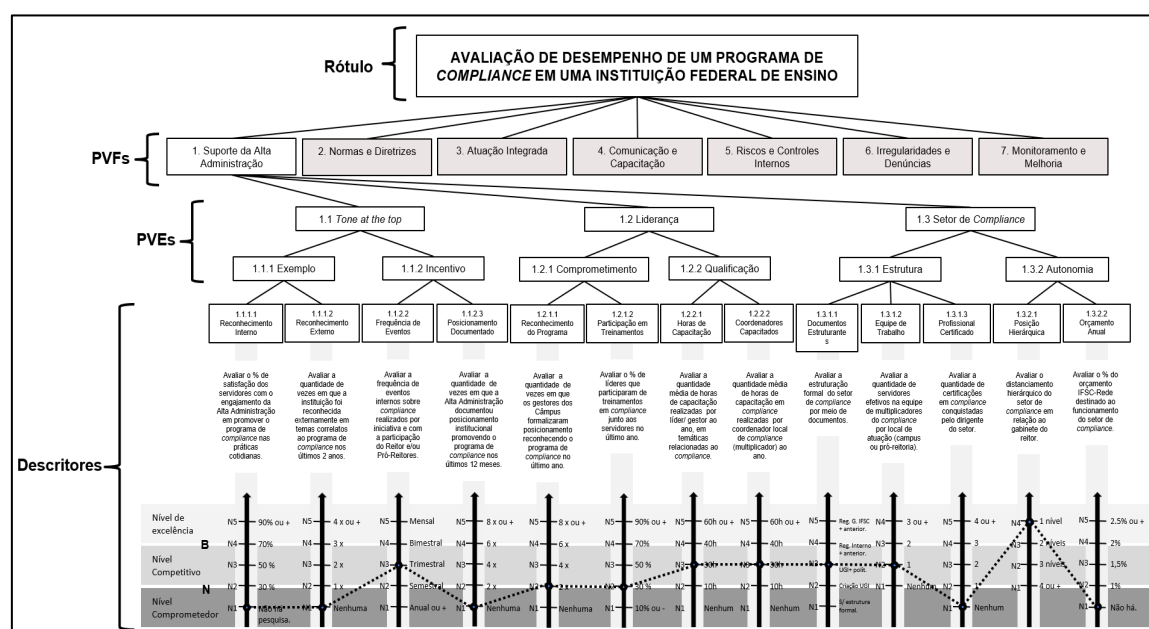 Rótulo
AVALIAÇÃO DE DESEMPENHO DE UM PROGRAMA DE
COMPLIANCE EM UMA INSTITUIÇÃO FEDERAL DE ENSINO
PVFs
1. Suporte da Alta
Administração
2. Normas e Diretrizes
3. Atuação Integrada
4. Comunicação e
Capacitação
5. Riscos e Controles
Internos
6. Irregularidades e
Denúncias
7. Monitoramento e
Melhoria
PVEs
1.1 Tone at the top
1.2 Liderança
1.3 Setor de Compliance
1.1.1 Exemplo
1.1.2 Incentivo
1.2.1 Comprometimento
1.2.2 Qualificação
1.3.1 Estrutura
1.3.2 Autonomia
Descritores
1.1.1.1
Reconhecimento
Interno
1.1.1.2
Reconhecimento
Externo
1.1.2.2
Frequência de
Eventos
1.1.2.3
Posicionamento
Documentado
1.2.1.1
Reconhecimento
do Programa
1.2.1.2
Participação em
Treinamentos
1.2.2.1
Horas de
Capacitação
1.2.2.2
Coordenadores
Capacitados
1.3.1.1
Documentos
Estruturante
s
1.3.1.2
Equipe de
Trabalho
1.3.1.3
Profissional
Certificado
1.3.2.1
Posição
Hierárquica
1.3.2.2
Orçamento
Anual
Avaliar o % de
satisfação dos
servidores com o
engajamento da
Alta Administração
em promover o
programa de
compliance nas
práticas
cotidianas.
Avaliar a
quantidade de
vezes em que a
instituição foi
reconhecida
externamente em
temas correlatos
ao programa de
compliance nos
últimos 2 anos.
Avaliar a
frequência de
eventos
internos sobre
compliance
realizados por
iniciativa e com
a participação
do Reitor e/ou
Pró-Reitores.
Avaliar a
quantidade de
vezes em que a
Alta Administração
documentou
posicionamento
institucional
promovendo o
programa de
compliance nos
últimos 12 meses.
Avaliar a
quantidade de
vezes em que
os gestores dos
Câmpus
formalizaram
posicionamento
reconhecendo o
programa de
compliance no
último ano.
Avaliar o % de
líderes que
participaram de
treinamentos
em compliance
junto aos
servidores no
último ano.
Avaliar a
quantidade
média de horas
de capacitação
realizadas por
líder/ gestor ao
ano, em
temáticas
relacionadas ao
compliance.
Avaliar a
quantidade média
de horas de
capacitação em
compliance
realizadas por
coordenador local
(multiplicador) ao
ano.
Avaliar a
estruturação
formal do setor
de compliance
por meio de
documentos.
Avaliar a
quantidade de
servidores
efetivos na equipe
de multiplicadores
do compliance
por local de
atuação (campus
ou pró-reitoria).
Avaliar a
quantidade de
certificações
em compliance
conquistadas
pelo dirigente
do setor.
Avaliar o
distanciamento
hierárquico do
setor de
compliance em
relação ao
gabinete do
reitor.
Avaliar o % do
orçamento
IFSC-Rede
destinado ao
funcionamento
do setor de
compliance.
Nível de
excelência
B
Nível
Competitivo
N
Nível
Comprometedor
N5 90% ou +
N4 70%
N3 50 %
N2 30 %
N1 Não há
pesquisa.
N5 4 x ou +
N4 3 x
N3 2 x
N2 1 x
N1 Nenhuma
N5 Mensal
N4 Bimestral
N3 Trimestral
N2 Semestral
N1 Anual ou +
N5 8 x ou +
N4 6 x
N3 4 x
N2 2 x
N1 Nenhuma
N5 8 x ou +
N4 6 x
N3 4 x
N2 2 x
N1 Nenhuma
N5 90% ou +
N4 70%
N3 50 %
N2 30 %
N1 10% ou -
N5 60h ou +
N4 40h
N3 30h
N2 10h
N1 Nenhum
N5 60h ou +
N4 40h
N3 30h
N2 10h
N1 Nenhum
N5 Reg. G. IFSC
+ anterior.
N4 Reg. Interno
+ anterior.
N3 UGI+ polit.
N2 Criação UGI
N1 S/ estrutura
formal.
N5 3 ou +
N4 2
N3
N2 1
N1 Nenhum
N5 4 ou +
N4 3
N3 2
N2 1
N1 Nenhum
N4 1 nível
N3 2 níveis
N2 3 níveis
N1 4 ou +
N5 2.5% ou +
N4 2%
N3 1,5%
N2 1%
N1 Não há.